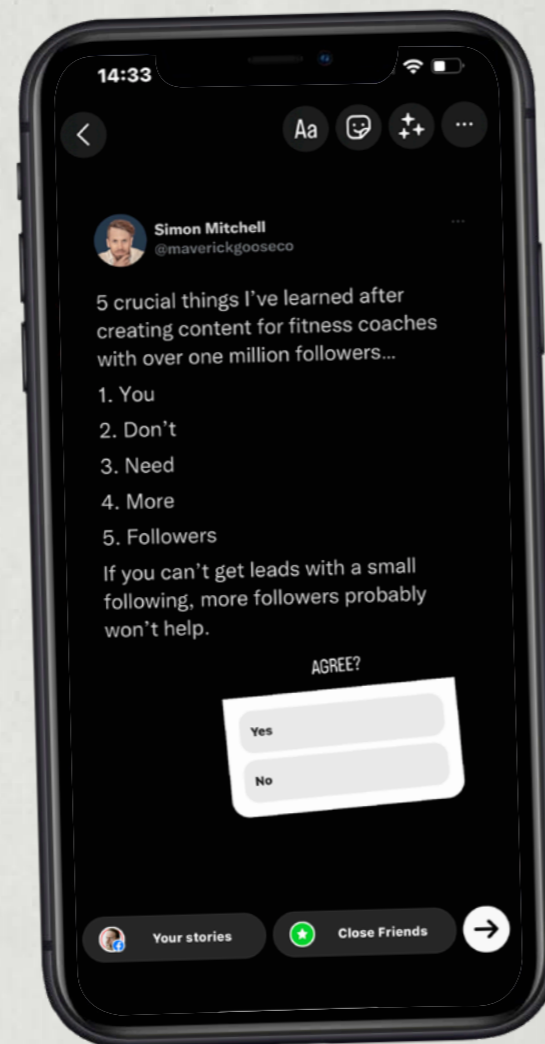 14:33
Aa
Simon Mitchell
@maverickgooseco
5 crucial things I’ve learned after
creating content for fitness coaches
with over one million followers...
1. You
2. Don’t
3. Need
4. More
5. Followers
If you can’t get leads with a small
following, more followers probably
won’t help.
AGREE?
Yes
No
Your stories
Close Friends